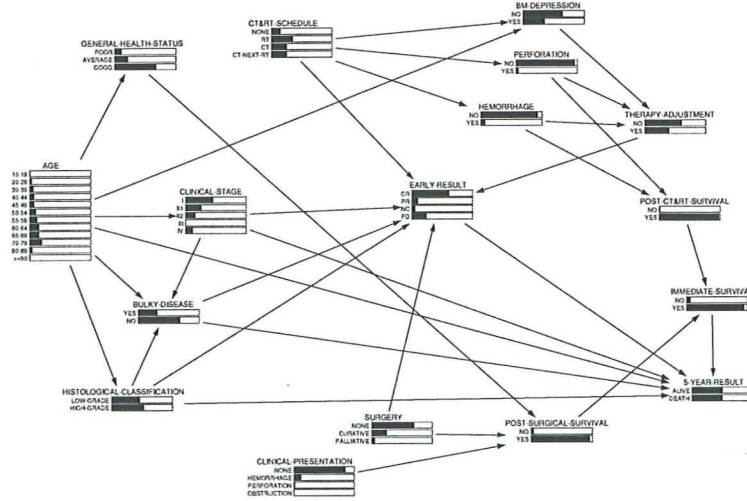 CT&RT-SCHEDULE
NONE
RT
CT
CT-NEXT-RT
BM-DEPRESSION
NO
YES
GENERAL-HEALTH-STATUS
POOR
AVERAGE
GOOD
PERFORATION
NO
YES
HEMORRHAGE
NO
YES
THERAPY-ADJUSTMENT
NO
YES
AGE
10-19
20-29
30-39
40-44
45-49
50-54
55-59
60-64
65-69
70-79
80-89
>=90
CLINICAL-STAGE
I
II1
II2
III
IV
EARLY-RESULT
CR
PR
NC
PD
POST-CT&RT-SURVIVAL
NO
YES
BULKY-DISEASE
YES
NO
IMMEDIATE-SURVIVAL
NO
YES
HISTOLOGICAL-CLASSIFICATION
LOW-GRADE
HIGH-GRADE
5-YEAR-RESULT
ALIVE
DEATH
SURGERY
NONE
CURATIVE
PALLIATIVE
POST-SURGICAL-SURVIVAL
NO
YES
CLINICAL-PRESENTATION
NONE
HEMORRHAGE
PERFORATION
OBSTRUCTION